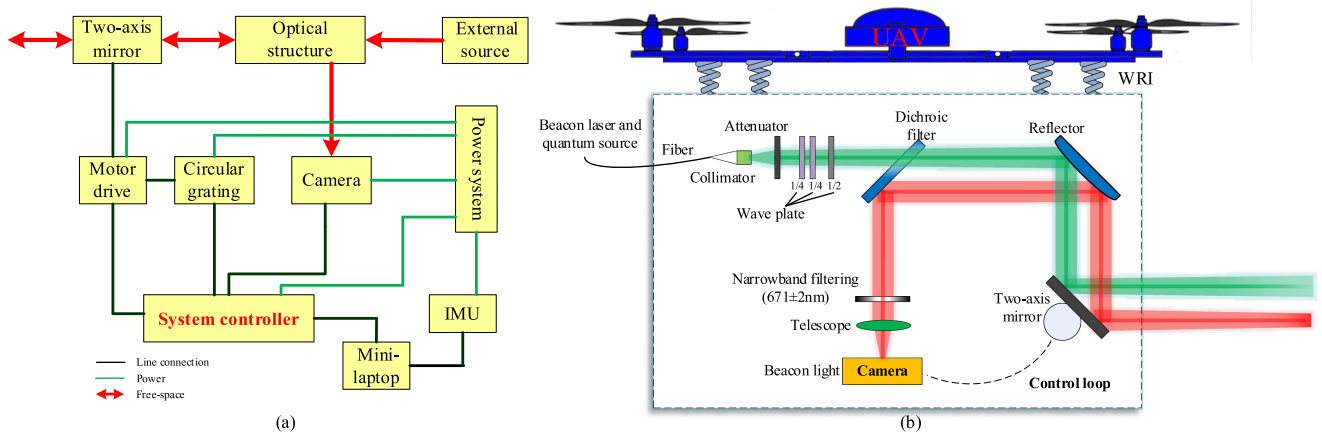 Two-axis
mirror
Optical
structure
External
source
Motor
drive
Circular
grating
Camera
Power system
System controller
IMU
Mini-
laptop
Line connection
Power
Free-space
(a)
UAV
WRI
Beacon laser and
quantum source
Fiber
Collimator
Attenuator
1/4 1/4 1/2
Wave plate
Dichroic
filter
Reflector
Narrowband filtering
(671±2nm)
Telescope
Two-axis
mirror
Beacon light
Camera
Control loop
(b)